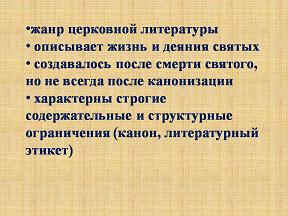 •жанр церковной литературы
• описывает жизнь и деяния святых
• создавалось после смерти святого,
но не всегда после канонизации
• характерны строгие
содержательные и структурные
ограничения (канон, литературный
этикет)